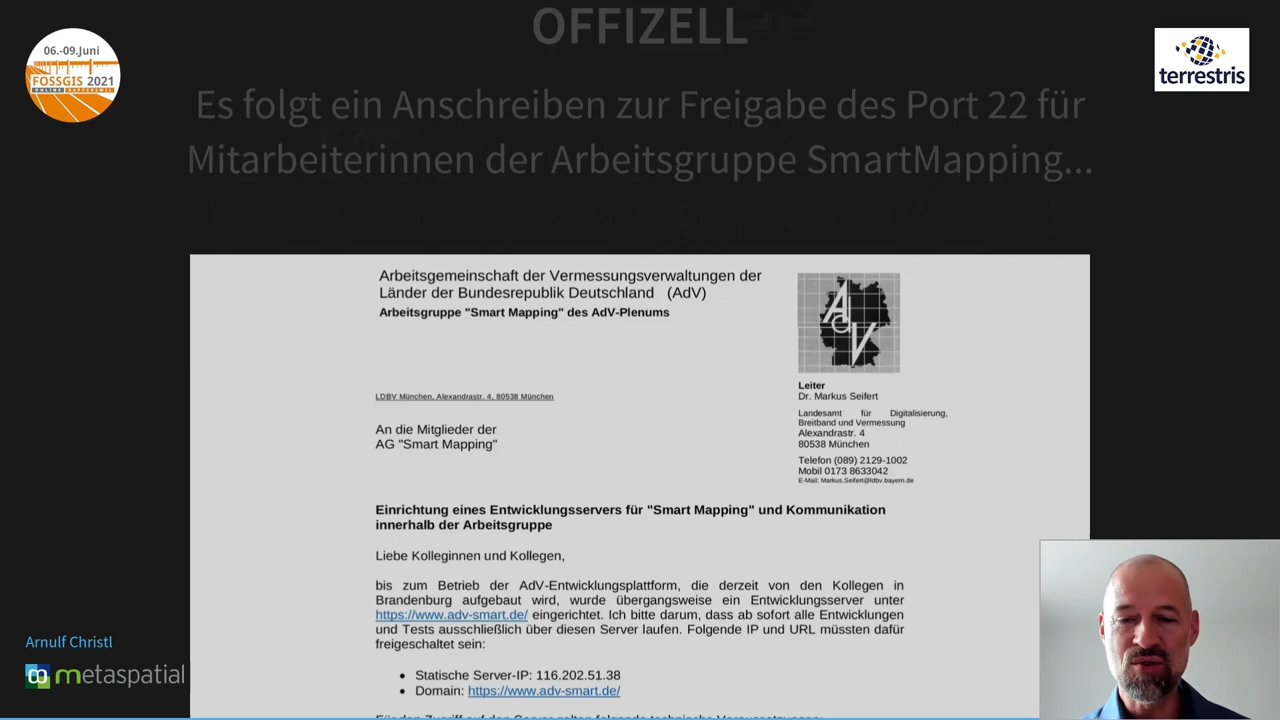 OFFIZELL
06.-09.Juni
FOSSGIS 2021
terrestris
Es folgt ein Anschreiben zur Freigabe des Port 22 für
Mitarbeiterinnen der Arbeitsgruppe SmartMapping...
Arbeitsgemeinschaft der Vermessungsverwaltungen der
Länder der Bundesrepublik Deutschland (AdV)
Arbeitsgruppe "Smart Mapping" des AdV-Plenums
AdV
Leiter
Dr. Markus Seifert
Landesamt für Digitalisierung,
Breitband und Vermessung
Alexandrastr. 4
80538 München
Telefon (089) 2129-1002
Mobil 0173 8633042
E-Mail: Markus.Seifert@ldbv.bayern.de
LDBV München, Alexandrastr. 4, 80538 München
An die Mitglieder der
AG "Smart Mapping"
Einrichtung eines Entwicklungsservers für "Smart Mapping" und Kommunikation
innerhalb der Arbeitsgruppe
Liebe Kolleginnen und Kollegen,
bis zum Betrieb der AdV-Entwicklungsplattform, die derzeit von den Kollegen in
Brandenburg aufgebaut wird, wurde übergangsweise ein Entwicklungsserver unter
https://www.adv-smart.de/ eingerichtet. Ich bitte darum, dass ab sofort alle Entwicklungen
und Tests ausschließlich über diesen Server laufen. Folgende IP und URL müssten dafür
freigeschaltet sein:
• Statische Server-IP: 116.202.51.38
• Domain: https://www.adv-smart.de/
Arnulf Christl
metaspatial